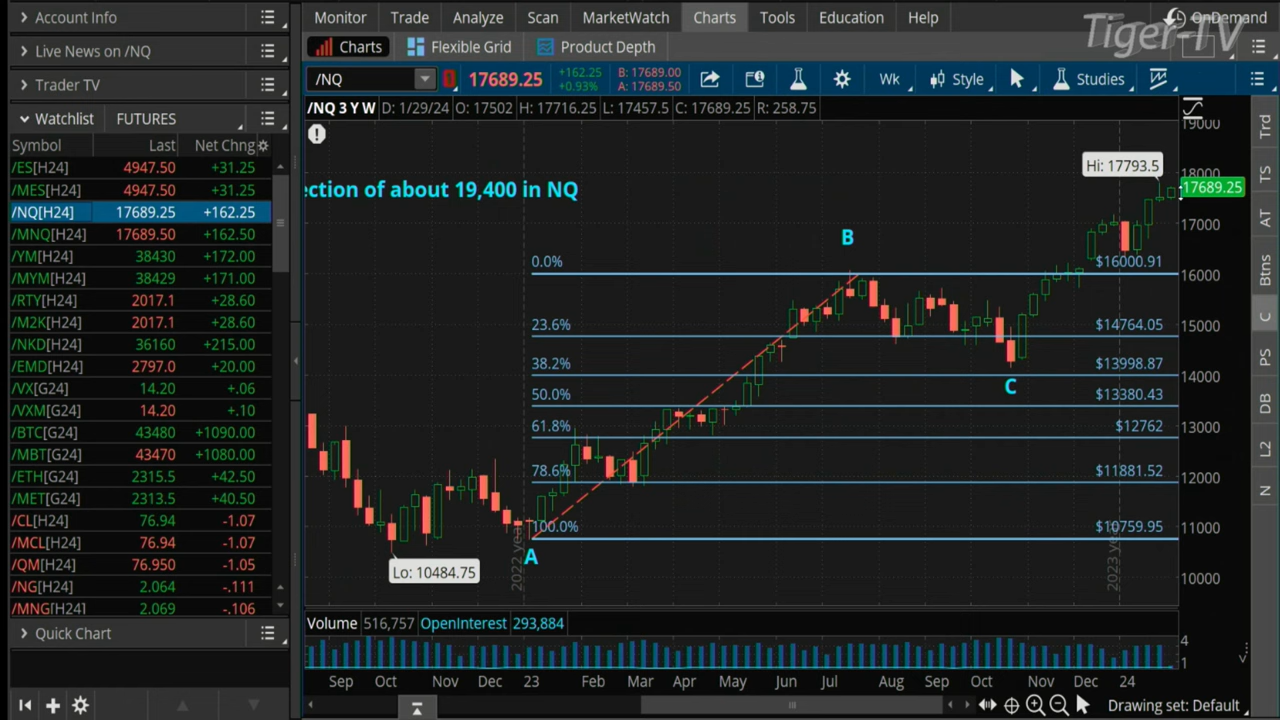 Account Info
Live News on /NQ
Trader TV
Watchlist FUTURES
Symbol Last Net Chng
/ES[H24] 4947.50 +31.25
/MES[H24] 4947.50 +31.25
/NQ[H24] 17689.25 +162.25
/MNQ[H24] 17689.50 +162.50
/YM[H24] 38430 +172.00
/MYM[H24] 38429 +171.00
/RTY[H24] 2017.1 +28.60
/M2K[H24] 2017.1 +28.60
/NKD[H24] 36160 +215.00
/EMD[H24] 2797.0 +20.00
/VX[G24] 14.20 +.06
/VXM[G24] 14.20 +.10
/BTC[G24] 43480 +1090.00
/MBT[G24] 43470 +1080.00
/ETH[G24] 2315.5 +42.50
/MET[G24] 2313.5 +40.50
/CL[H24] 76.94 -1.07
/MCL[H24] 76.94 -1.07
/QM[H24] 76.950 -1.05
/NG[H24] 2.064 -.111
/MNG[H24] 2.069 -.106
Quick Chart
Monitor Trade Analyze Scan MarketWatch Charts Tools Education Help OnDemand
Tiger-TV
Charts Flexible Grid Product Depth
/NQ 17689.25 +162.25 +0.93% B: 17689.00 A: 17689.50 Wk Style Studies
/NQ 3 Y W D: 1/29/24 O: 17502 H: 17716.25 L: 17457.5 C: 17689.25 R: 258.75
ction of about 19,400 in NQ
Hi: 17793.5
19000
18000
17689.25
17000
16000
15000
14000
13000
12000
11000
10000
B
0.0% $16000.91
23.6% $14764.05
38.2% $13998.87
C
50.0% $13380.43
61.8% $12762
78.6% $11881.52
100.0% $10759.95
A
Lo: 10484.75
2022 year
2023 year
Volume 516,757 OpenInterest 293,884
4
1
Sep Oct Nov Dec 23 Feb Mar Apr May Jun Jul Aug Sep Oct Nov Dec 24
Drawing set: Default
Trd
TS
AT
Btns
C
PS
DB
L2
N